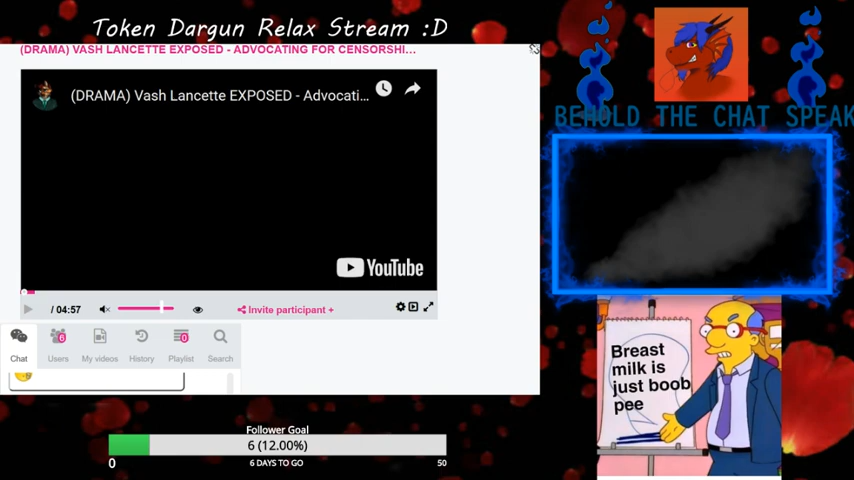 Token Dargun Relax Stream :D
(DRAMA) VASH LANCETTE EXPOSED - ADVOCATING FOR CENSORSHI...
(DRAMA) Vash Lancette EXPOSED - Advocati...
YouTube
/ 04:57
Invite participant +
6
0
Chat
Users
My videos
History
Playlist
Search
BEHOLD THE CHAT SPEAK
Breast
milk is
just boob
pee
Follower Goal
6 (12.00%)
0
6 DAYS TO GO
50